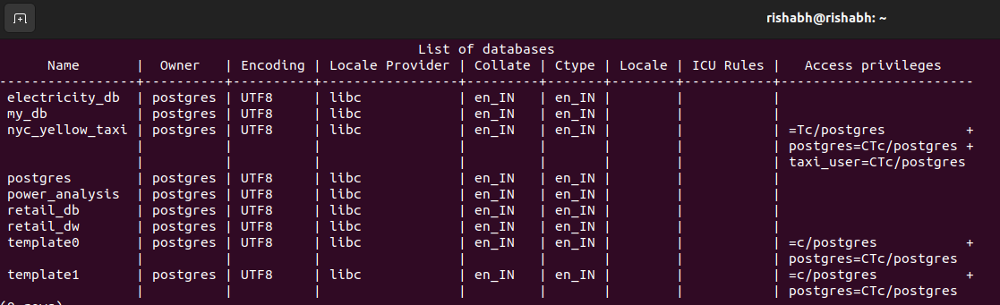 rishabh@rishabh: ~
List of databases
Name | Owner | Encoding | Locale Provider | Collate | Ctype | Locale | ICU Rules | Access privileges
-----------------+----------+----------+-----------------+---------+-------+--------+-----------+------------------------
electricity_db | postgres | UTF8 | libc | en_IN | en_IN | | |
my_db | postgres | UTF8 | libc | en_IN | en_IN | | |
nyc_yellow_taxi | postgres | UTF8 | libc | en_IN | en_IN | | | =Tc/postgres +
| | | | | | | | postgres=CTc/postgres +
| | | | | | | | taxi_user=CTc/postgres
postgres | postgres | UTF8 | libc | en_IN | en_IN | | |
power_analysis | postgres | UTF8 | libc | en_IN | en_IN | | |
retail_db | postgres | UTF8 | libc | en_IN | en_IN | | |
retail_dw | postgres | UTF8 | libc | en_IN | en_IN | | |
template0 | postgres | UTF8 | libc | en_IN | en_IN | | | =c/postgres +
| | | | | | | | postgres=CTc/postgres
template1 | postgres | UTF8 | libc | en_IN | en_IN | | | =c/postgres +
| | | | | | | | postgres=CTc/postgres